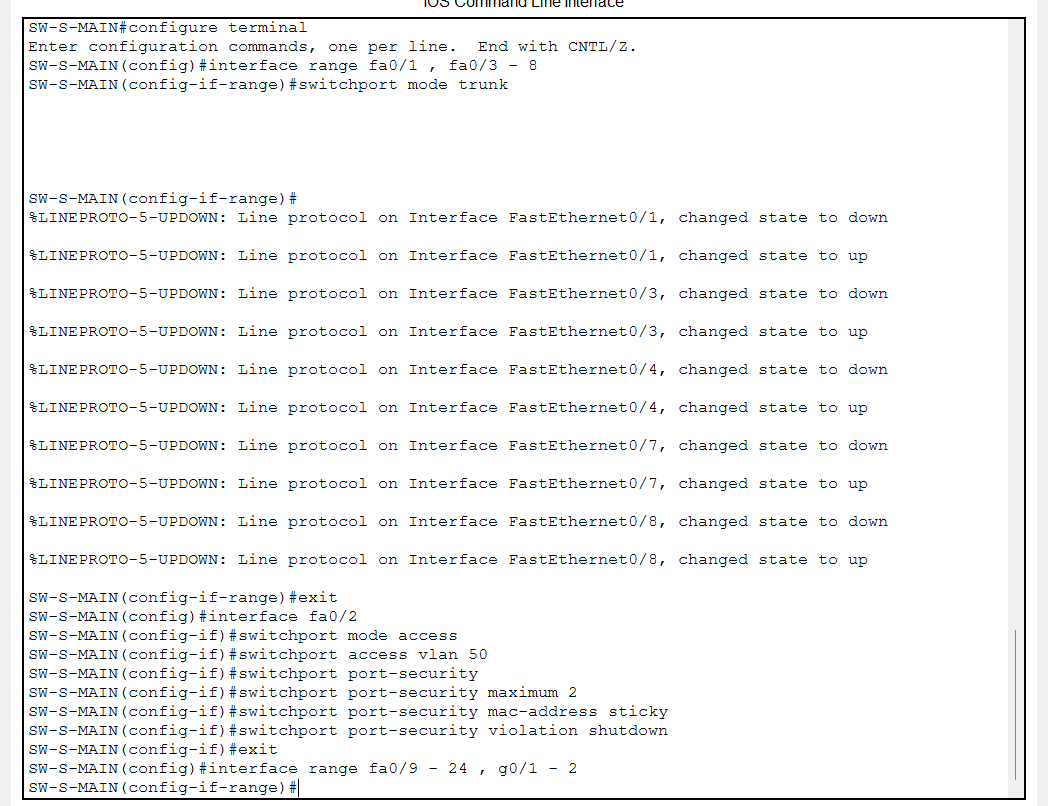 IOS Command Line Interface
SW-S-MAIN#configure terminal
Enter configuration commands, one per line.  End with CNTL/Z.
SW-S-MAIN(config)#interface range fa0/1 , fa0/3 - 8
SW-S-MAIN(config-if-range)#switchport mode trunk
SW-S-MAIN(config-if-range)#
%LINEPROTO-5-UPDOWN: Line protocol on Interface FastEthernet0/1, changed state to down
%LINEPROTO-5-UPDOWN: Line protocol on Interface FastEthernet0/1, changed state to up
%LINEPROTO-5-UPDOWN: Line protocol on Interface FastEthernet0/3, changed state to down
%LINEPROTO-5-UPDOWN: Line protocol on Interface FastEthernet0/3, changed state to up
%LINEPROTO-5-UPDOWN: Line protocol on Interface FastEthernet0/4, changed state to down
%LINEPROTO-5-UPDOWN: Line protocol on Interface FastEthernet0/4, changed state to up
%LINEPROTO-5-UPDOWN: Line protocol on Interface FastEthernet0/7, changed state to down
%LINEPROTO-5-UPDOWN: Line protocol on Interface FastEthernet0/7, changed state to up
%LINEPROTO-5-UPDOWN: Line protocol on Interface FastEthernet0/8, changed state to down
%LINEPROTO-5-UPDOWN: Line protocol on Interface FastEthernet0/8, changed state to up
SW-S-MAIN(config-if-range)#exit
SW-S-MAIN(config)#interface fa0/2
SW-S-MAIN(config-if)#switchport mode access
SW-S-MAIN(config-if)#switchport access vlan 50
SW-S-MAIN(config-if)#switchport port-security
SW-S-MAIN(config-if)#switchport port-security maximum 2
SW-S-MAIN(config-if)#switchport port-security mac-address sticky
SW-S-MAIN(config-if)#switchport port-security violation shutdown
SW-S-MAIN(config-if)#exit
SW-S-MAIN(config)#interface range fa0/9 - 24 , g0/1 - 2
SW-S-MAIN(config-if-range)#